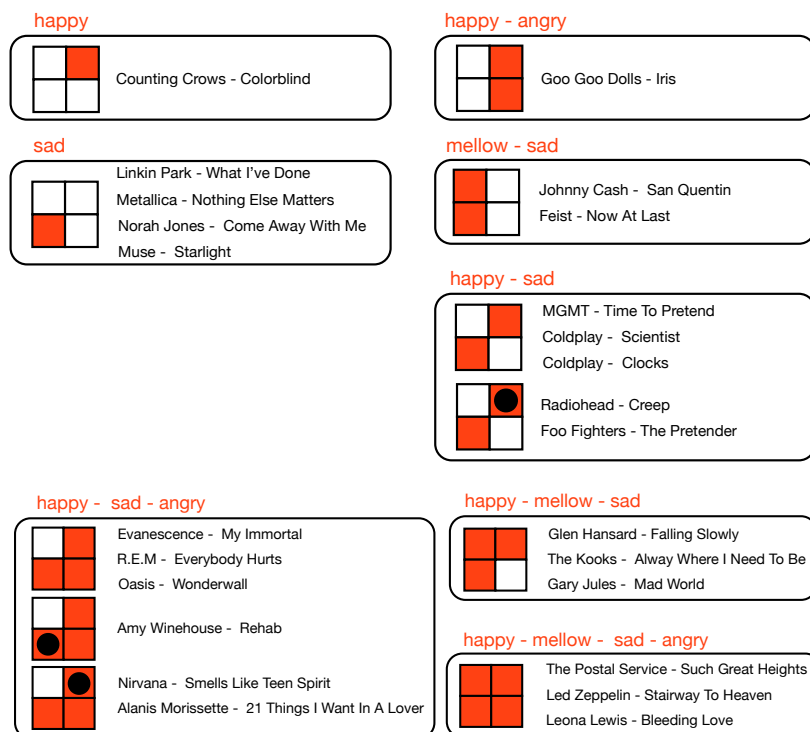 happy
Counting Crows - Colorblind
happy - angry
Goo Goo Dolls - Iris
sad
Linkin Park - What I've Done
Metallica - Nothing Else Matters
Norah Jones - Come Away With Me
Muse - Starlight
mellow - sad
Johnny Cash - San Quentin
Feist - Now At Last
happy - sad
MGMT - Time To Pretend
Coldplay - Scientist
Coldplay - Clocks
Radiohead - Creep
Foo Fighters - The Pretender
happy - sad - angry
Evanescence - My Immortal
R.E.M - Everybody Hurts
Oasis - Wonderwall
Amy Winehouse - Rehab
Nirvana - Smells Like Teen Spirit
Alanis Morissette - 21 Things I Want In A Lover
happy - mellow - sad
Glen Hansard - Falling Slowly
The Kooks - Alway Where I Need To Be
Gary Jules - Mad World
happy - mellow - sad - angry
The Postal Service - Such Great Heights
Led Zeppelin - Stairway To Heaven
Leona Lewis - Bleeding Love